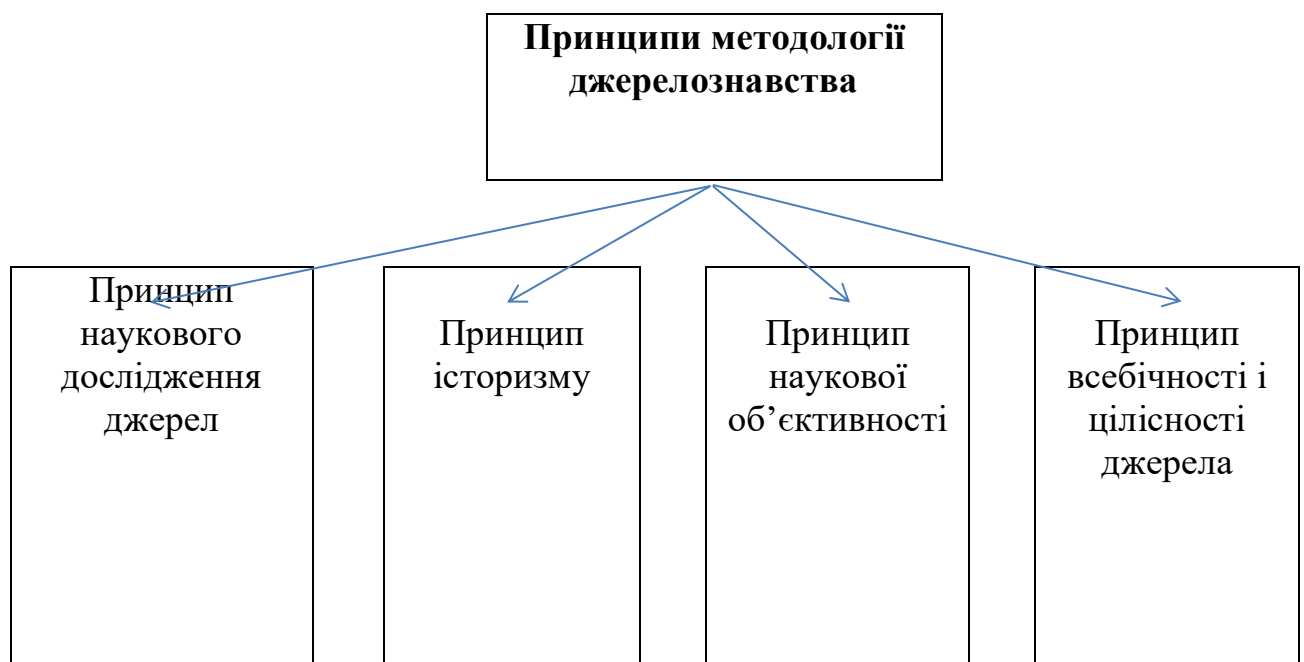 Принципи методології
джерелознавства
Принцип
наукового
дослідження
джерел
Принцип
історизму
Принцип
наукової
об’єктивності
Принцип
всебічності і
цілісності
джерела